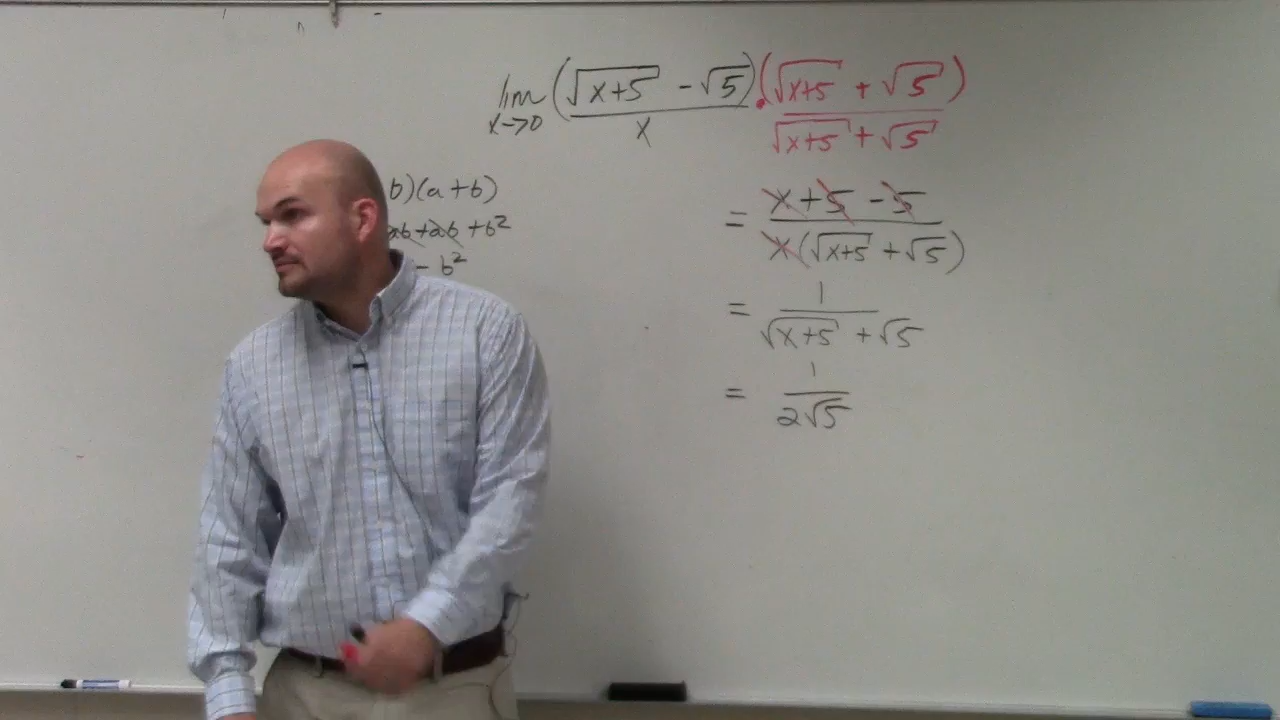 lim x→0 (√x+5 - √5)/x · (√x+5 + √5)/(√x+5 + √5)
b)(a+b)
ab+ab+b²
- b²
= x+5-5/x(√x+5 + √5)
= 1/√x+5 + √5
= 1/2√5